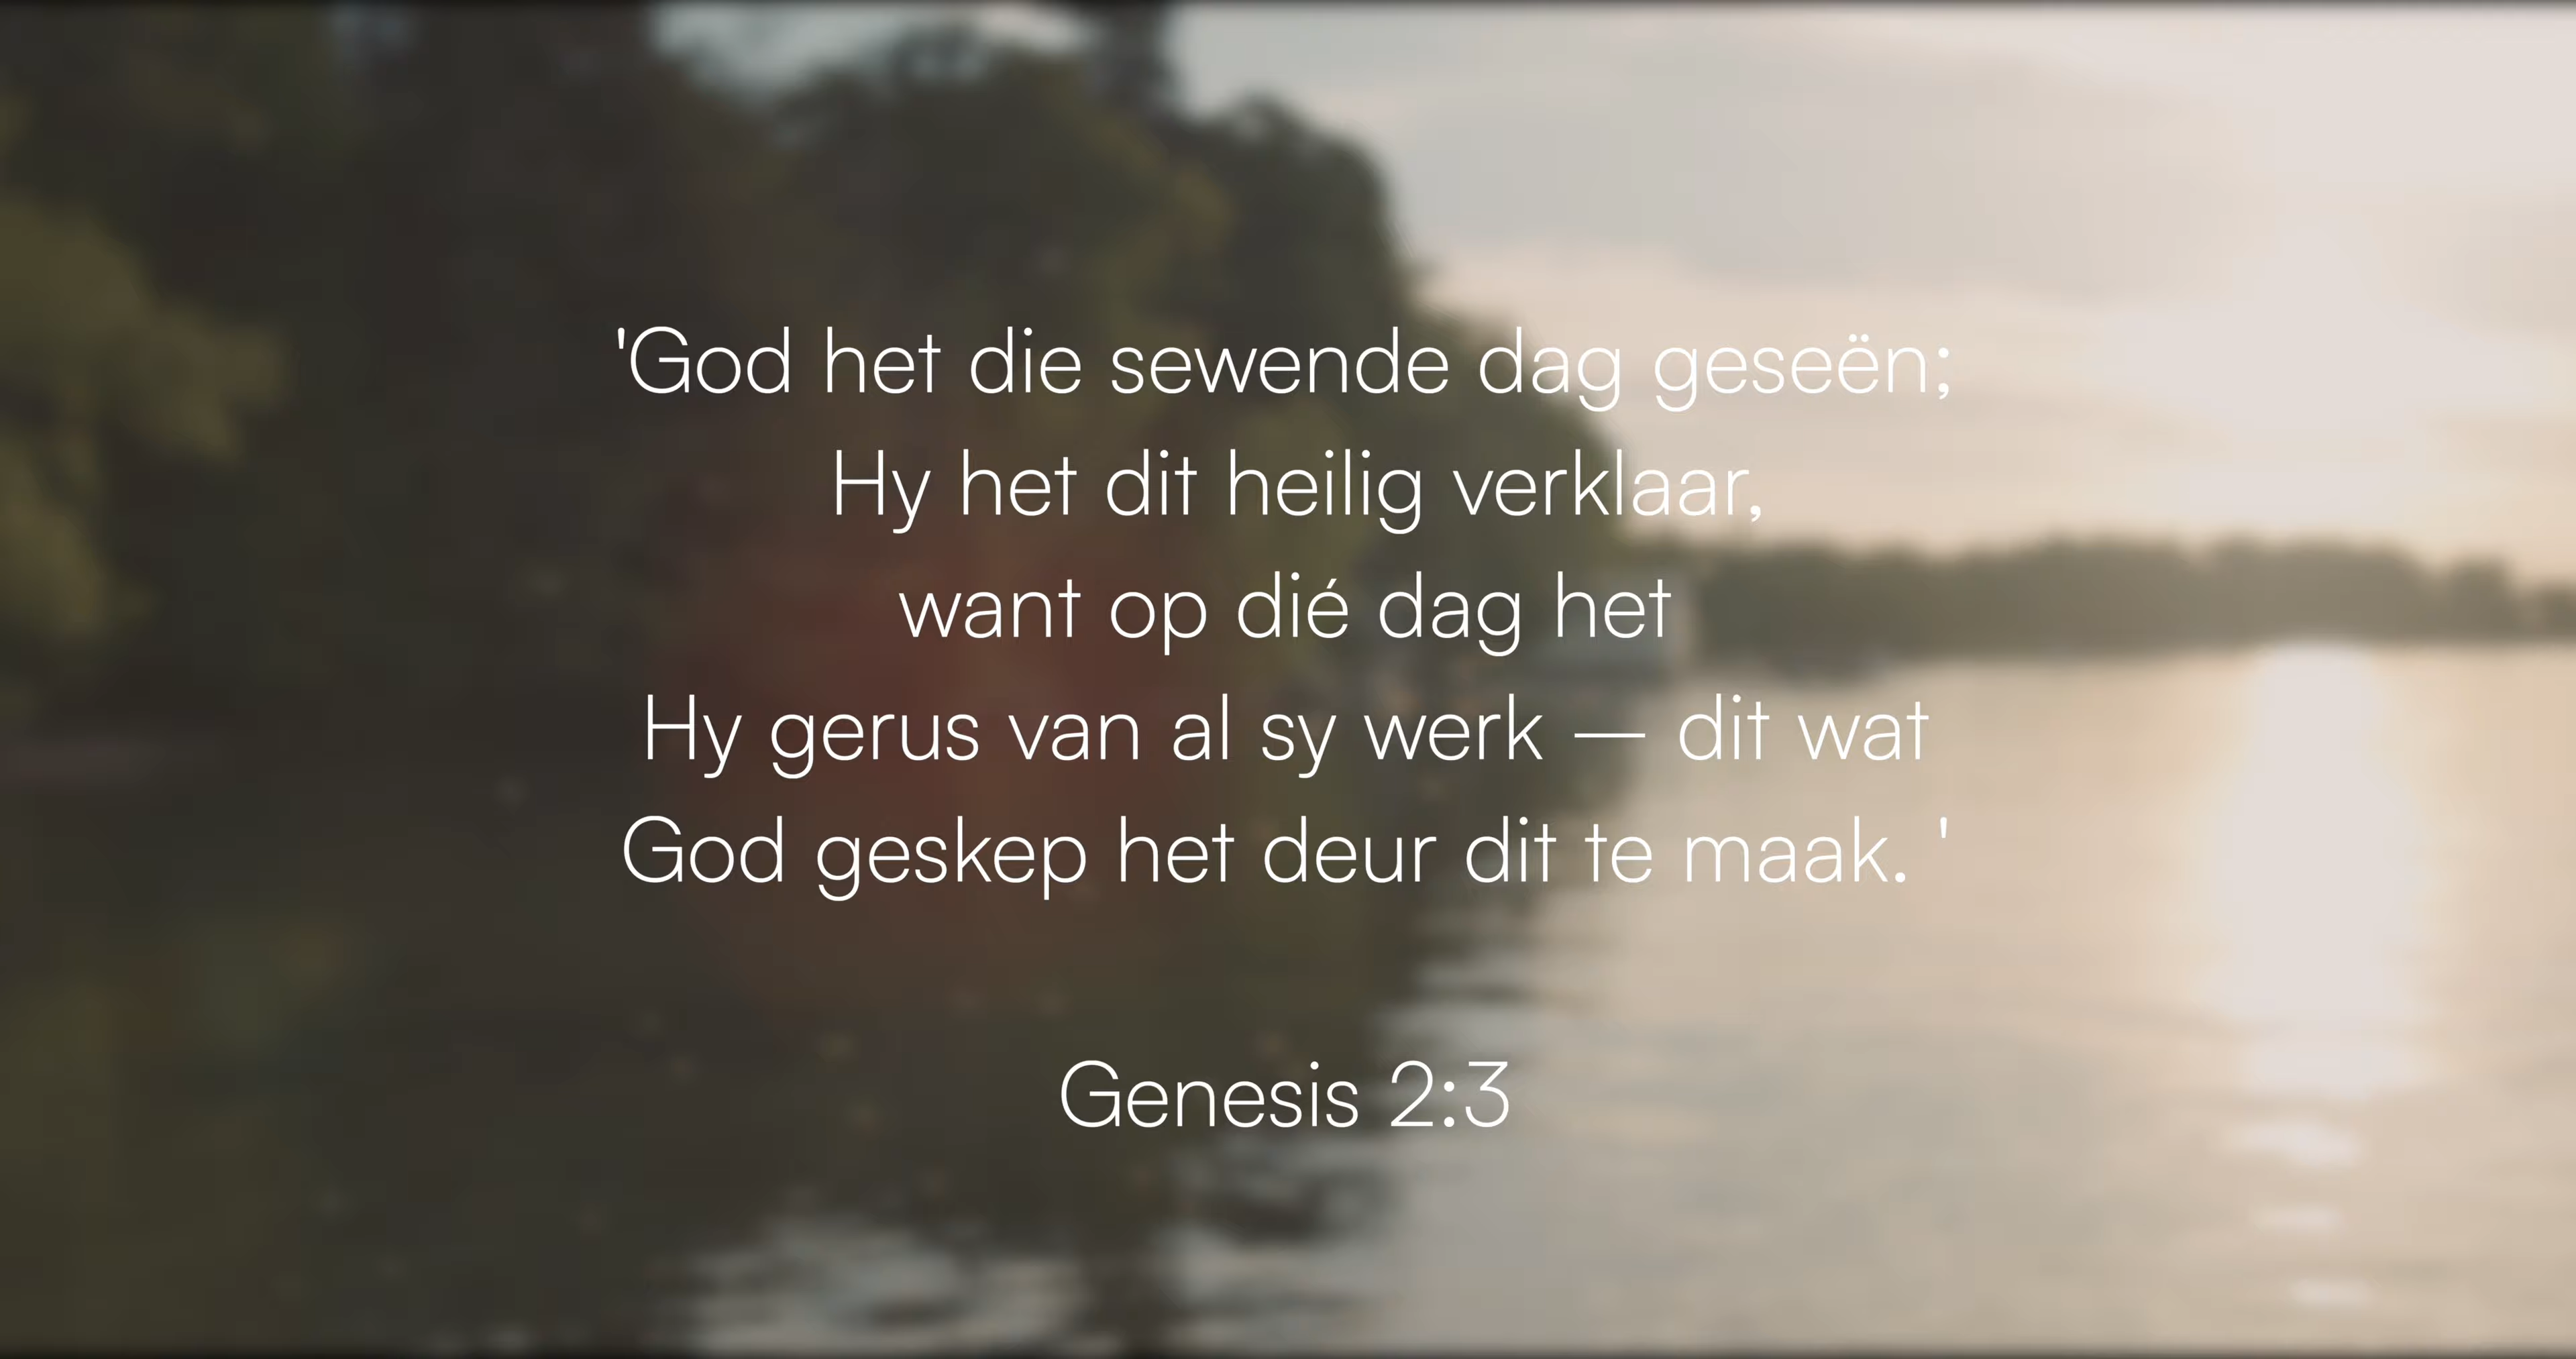 'God het die sewende dag geseën;
Hy het dit heilig verklaar,
want op dié dag het
Hy gerus van al sy werk — dit wat
God geskep het deur dit te maak. '
Genesis 2:3